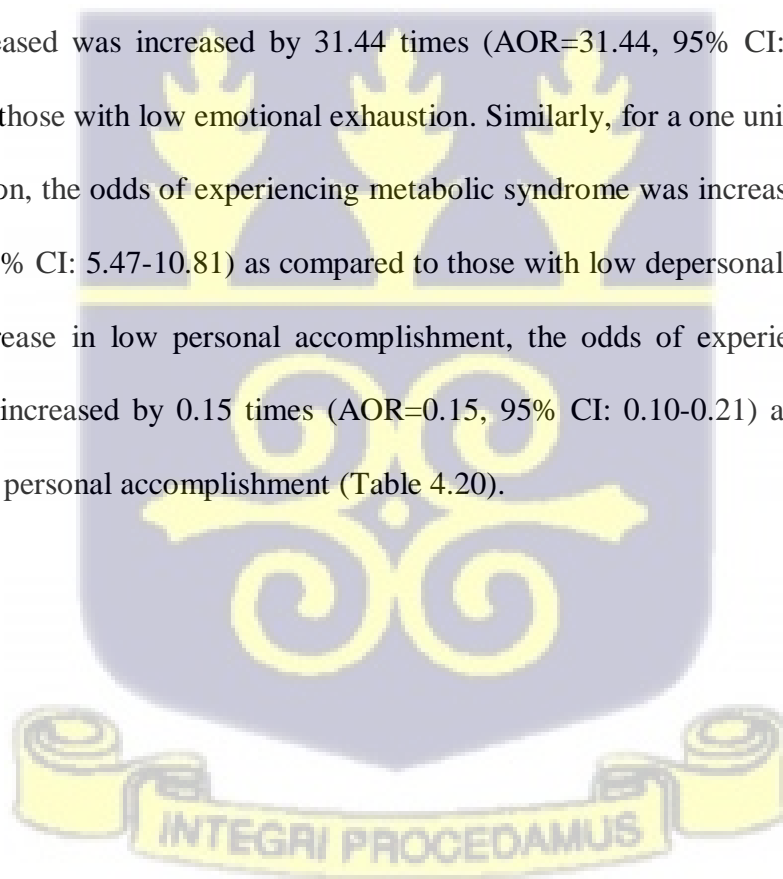 eased was increased by 31.44 times (AOR=31.44, 95% CI:
those with low emotional exhaustion. Similarly, for a one uni
on, the odds of experiencing metabolic syndrome was increas
% CI: 5.47-10.81) as compared to those with low depersonal
rease in low personal accomplishment, the odds of experie
increased by 0.15 times (AOR=0.15, 95% CI: 0.10-0.21) a
personal accomplishment (Table 4.20).
INTEGRI PROCEDAMUS